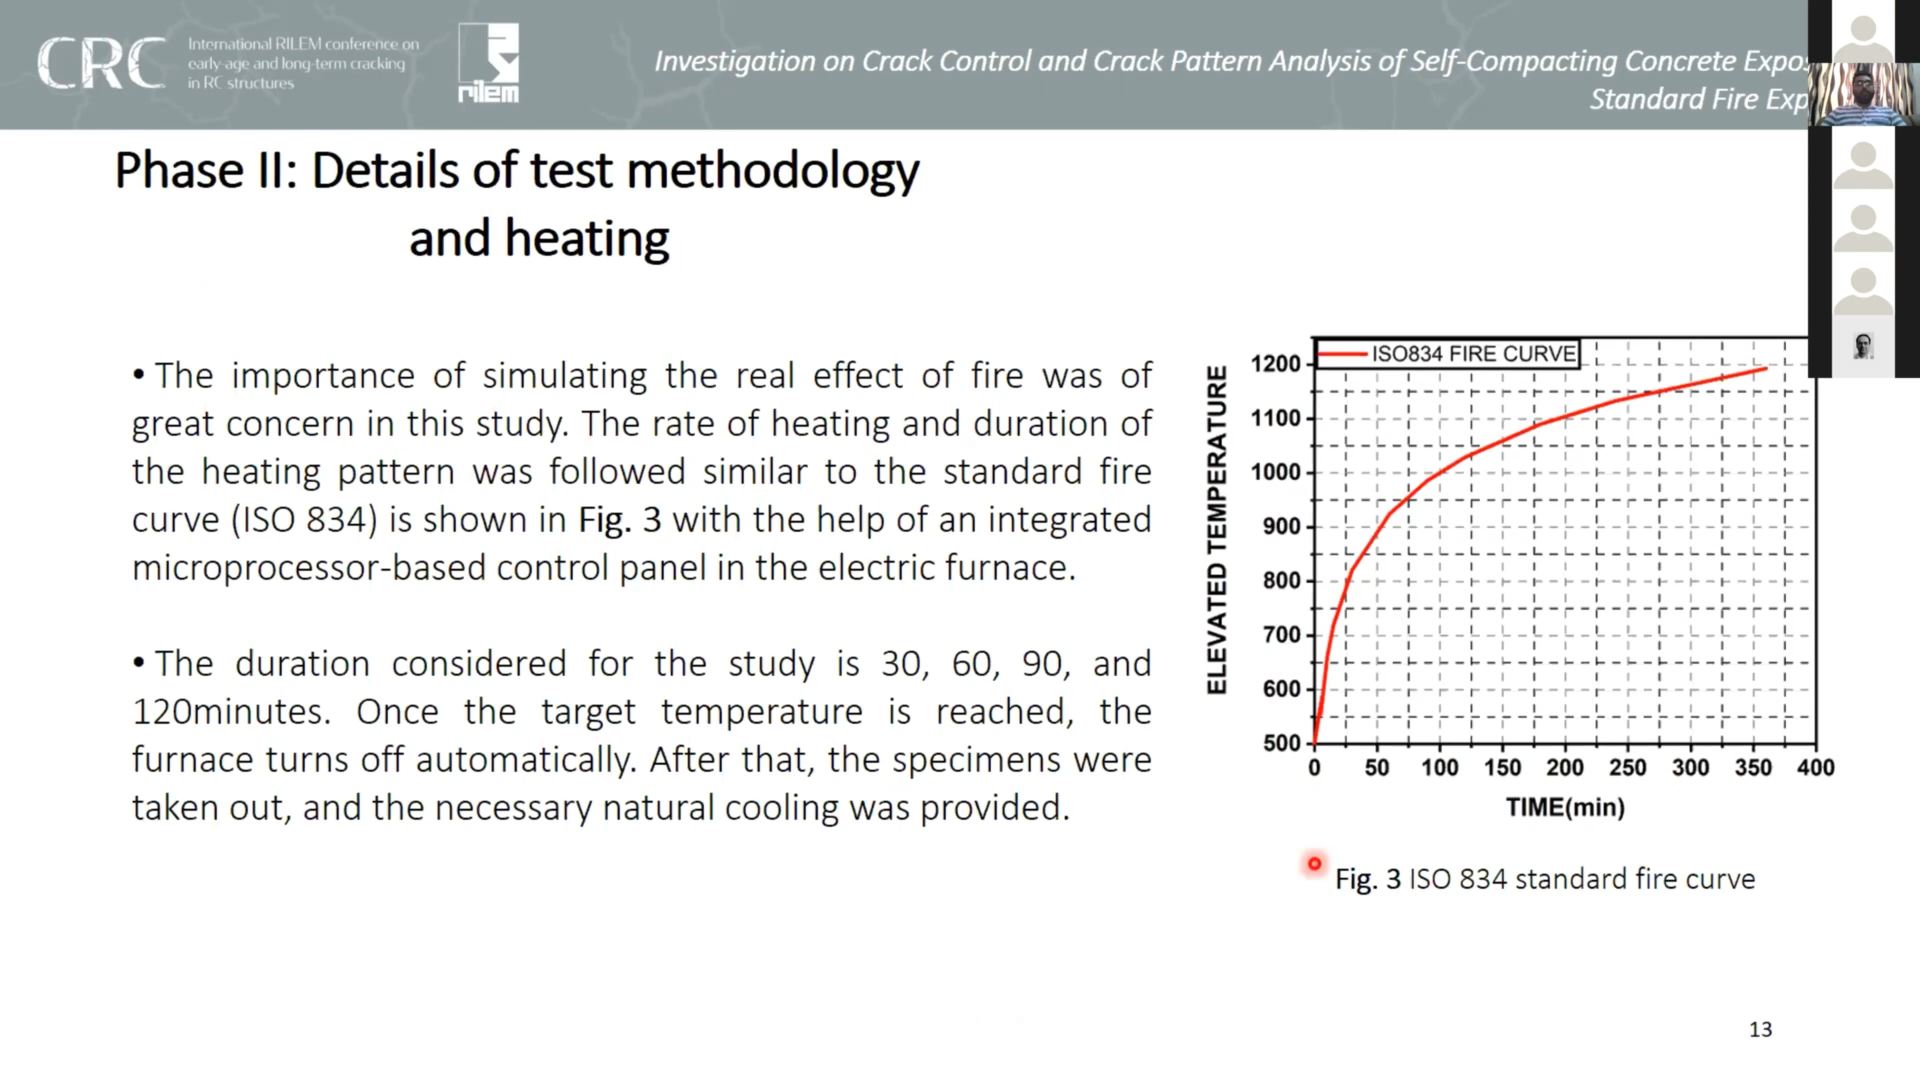 CRC
International RILEM conference on
early-age and long-term cracking
in RC structures
rilem
Investigation on Crack Control and Crack Pattern Analysis of Self-Compacting Concrete
Standard Fire
Phase II: Details of test methodology
and heating
• The importance of simulating the real effect of fire was of
great concern in this study. The rate of heating and duration of
the heating pattern was followed similar to the standard fire
curve (ISO 834) is shown in Fig. 3 with the help of an integrated
microprocessor-based control panel in the electric furnace.
• The duration considered for the study is 30, 60, 90, and
120minutes. Once the target temperature is reached, the
furnace turns off automatically. After that, the specimens were
taken out, and the necessary natural cooling was provided.
ISO834 FIRE CURVE
ELEVATED TEMPERATURE
1200
1100
1000
900
800
700
600
500
0 50 100 150 200 250 300 350 400
TIME(min)
Fig. 3 ISO 834 standard fire curve
13